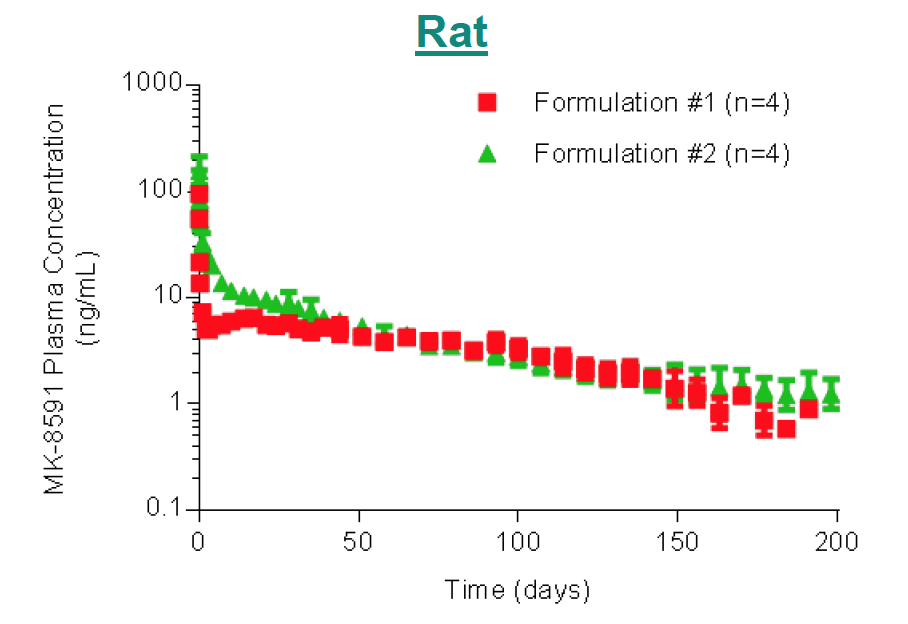 Rat
1000
100
10
1
0.1
MK-8591 Plasma Concentration
(ng/mL)
Formulation #1 (n=4)
Formulation #2 (n=4)
0
50
100
150
200
Time (days)